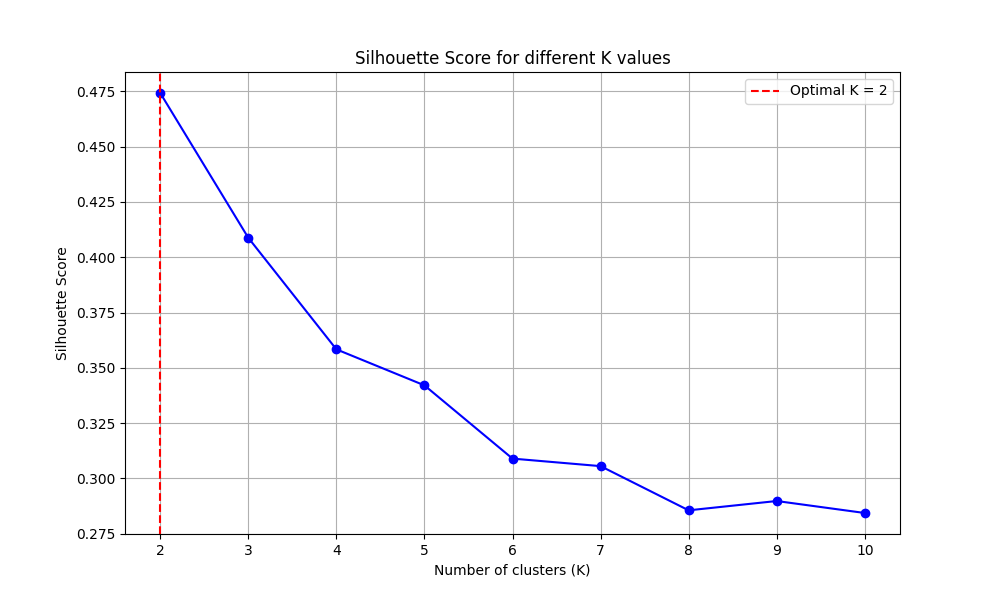 Silhouette Score for different K values
Optimal K = 2
Silhouette Score
0.475
0.450
0.425
0.400
0.375
0.350
0.325
0.300
0.275
2 3 4 5 6 7 8 9 10
Number of clusters (K)